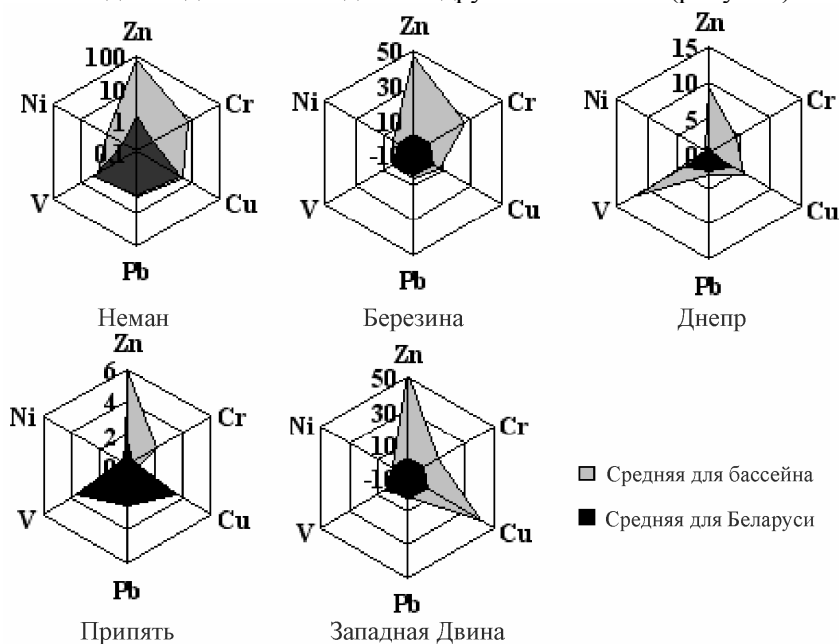 Zn Zn Zn
100 50 15
Ni 10 Cr Ni 30 Cr Ni 10 Cr
1 10 5
0,1 -10 0
V Cu V Cu V Cu
Pb Pb Pb
Неман Березина Днепр
Zn Zn
6 50
Ni 4 Cr Ni 30 Cr
2 10
0 -10
V Cu V Cu
Средняя для бассейна
Средняя для Беларуси
Pb Pb
Припять Западная Двина